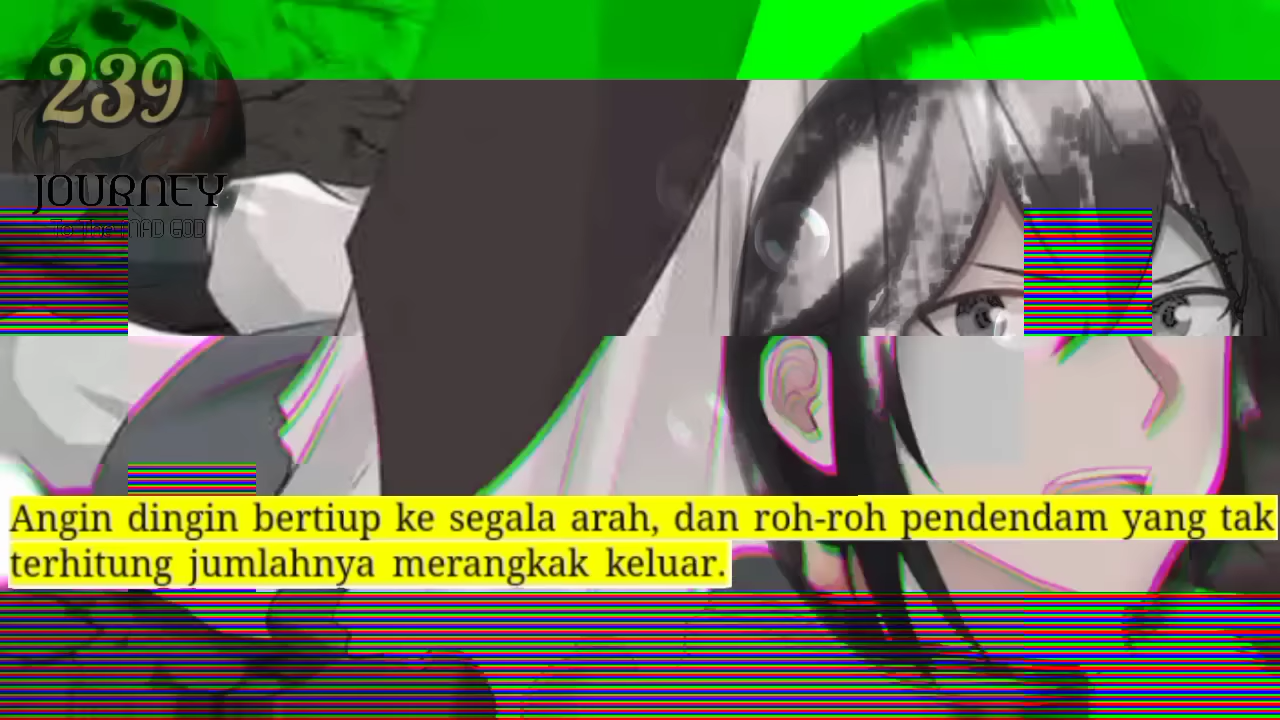 239
JOURNEY
To The MAD GOD
Angin dingin bertiup ke segala arah, dan roh-roh pendendam yang tak
terhitung jumlahnya merangkak keluar.